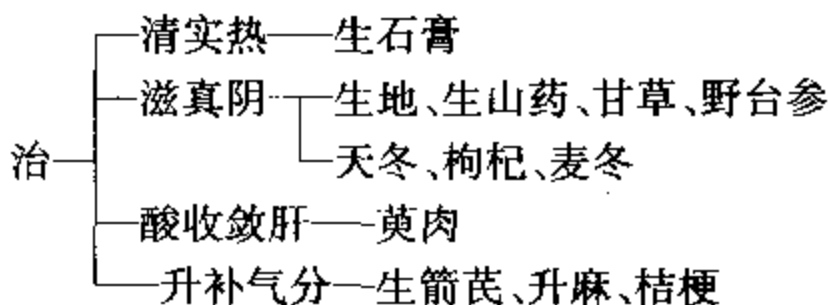 清实热——生石膏
滋真阴——生地、生山药、甘草、野台参
治
天冬、枸杞、麦冬
酸收敛肝——萸肉
升补气分——生箭芪、升麻、桔梗